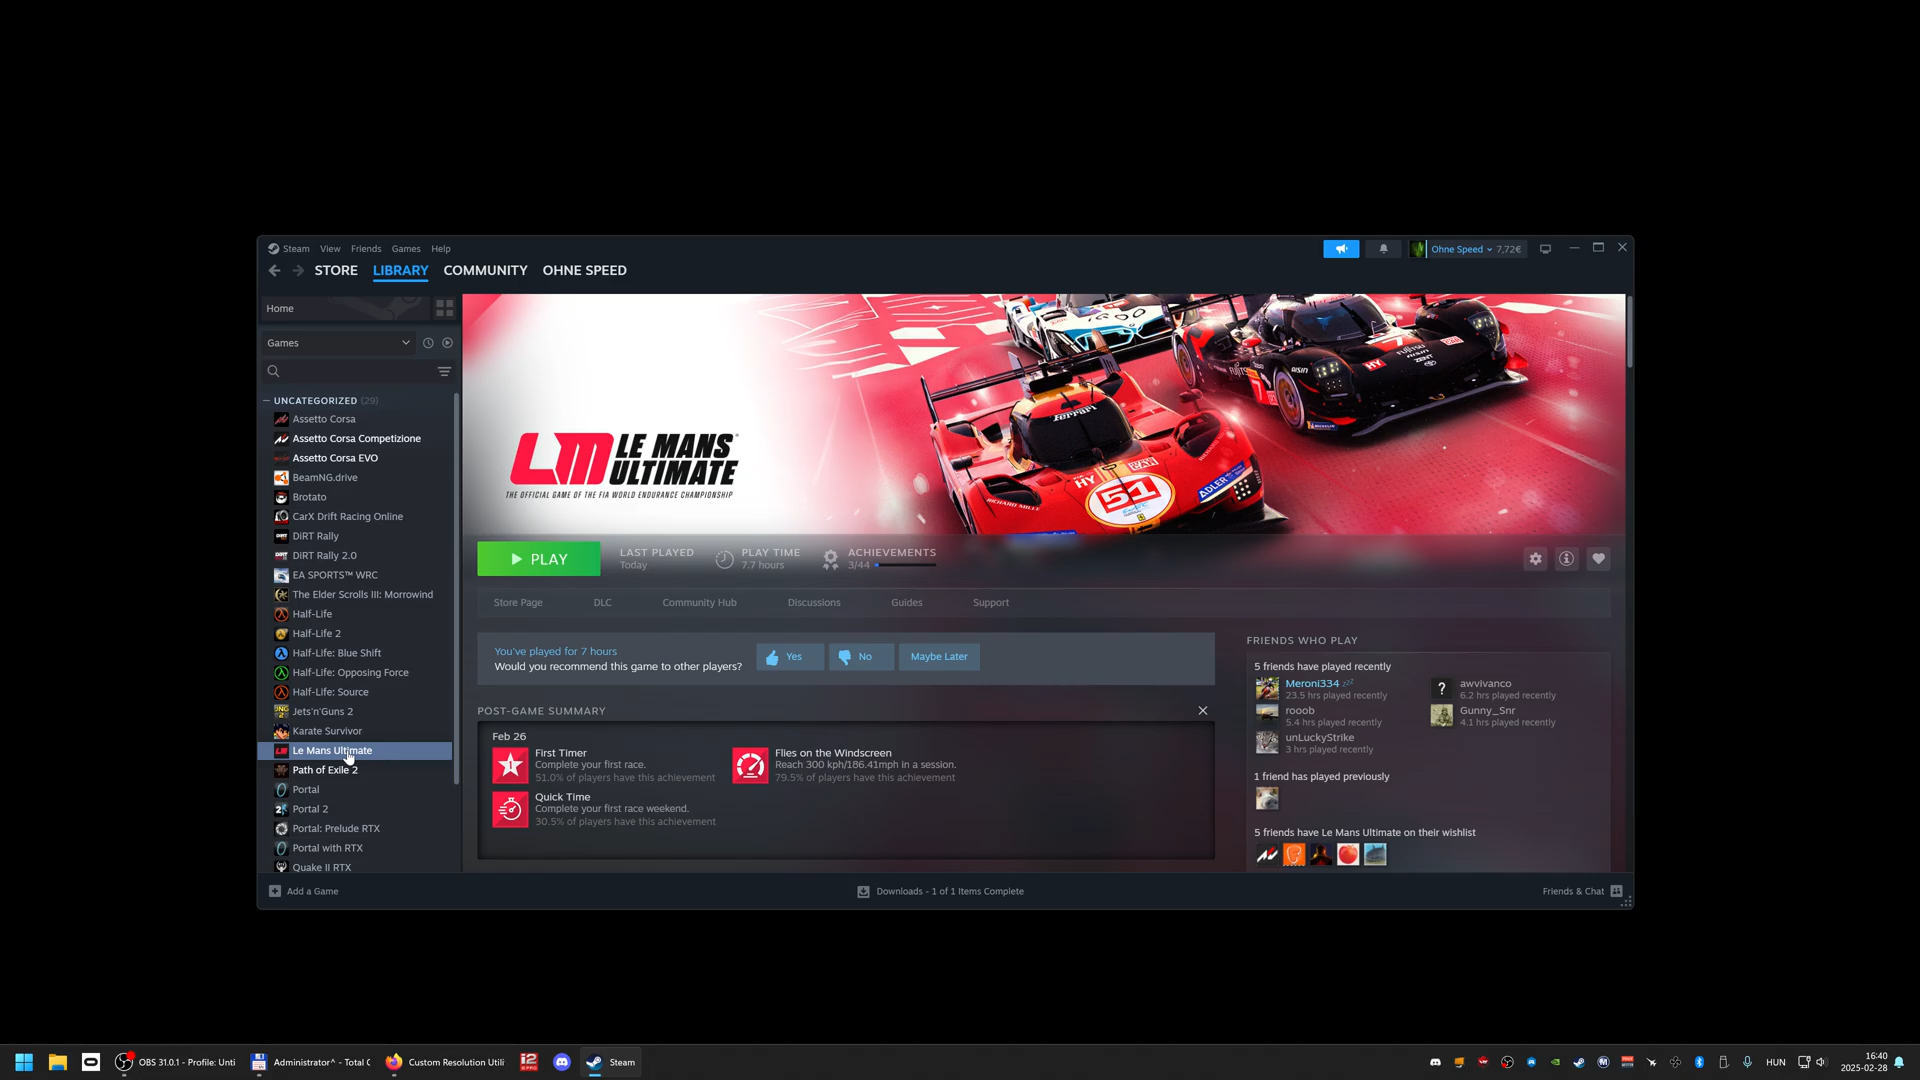 Steam View Friends Games Help
Ohne Speed 7,72€
STORE LIBRARY COMMUNITY OHNE SPEED
Home
Games
UNCATEGORIZED (29)
Assetto Corsa
Assetto Corsa Competizione
Assetto Corsa EVO
BeamNG.drive
Brotato
CarX Drift Racing Online
DiRT Rally
DiRT Rally 2.0
EA SPORTS™ WRC
The Elder Scrolls III: Morrowind
Half-Life
Half-Life 2
Half-Life: Blue Shift
Half-Life: Opposing Force
Half-Life: Source
Jets'n'Guns 2
Karate Survivor
Le Mans Ultimate
Path of Exile 2
Portal
Portal 2
Portal: Prelude RTX
Portal with RTX
Quake II RTX
LM LE MANS
ULTIMATE
THE OFFICIAL GAME OF THE FIA WORLD ENDURANCE CHAMPIONSHIP
Ferrari
HY
51
RICHARD MILLE
ADLER
AISIN
FUJITSU
ZENT
HY
MICHELIN
PLAY
LAST PLAYED
Today
PLAY TIME
7.7 hours
ACHIEVEMENTS
3/44
Store Page DLC Community Hub Discussions Guides Support
You've played for 7 hours
Would you recommend this game to other players?
Yes No Maybe Later
POST-GAME SUMMARY
Feb 26
First Timer
Complete your first race.
51.0% of players have this achievement
Flies on the Windscreen
Reach 300 kph/186.41mph in a session.
79.5% of players have this achievement
Quick Time
Complete your first race weekend.
30.5% of players have this achievement
FRIENDS WHO PLAY
5 friends have played recently
Meroni334 zzz
23.5 hrs played recently
awvivanco
6.2 hrs played recently
rooob
5.4 hrs played recently
Gunny_Snr
4.1 hrs played recently
unLuckyStrike
3 hrs played recently
1 friend has played previously
5 friends have Le Mans Ultimate on their wishlist
Add a Game
Downloads - 1 of 1 Items Complete
Friends & Chat
OBS 31.0.1 - Profile: Unti
Administrator^ - Total C
Custom Resolution Utili
Steam
HUN
16:40
2025-02-28